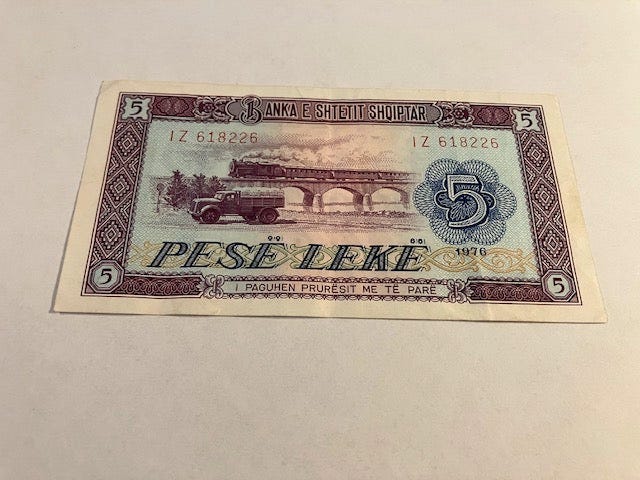 5 BANKA E SHTETIT SHQIPTAR 5
IZ 618226 IZ 618226
5
PESË LEKË 1976
5 I PAGUHEN PRURËSIT ME TË PARË 5